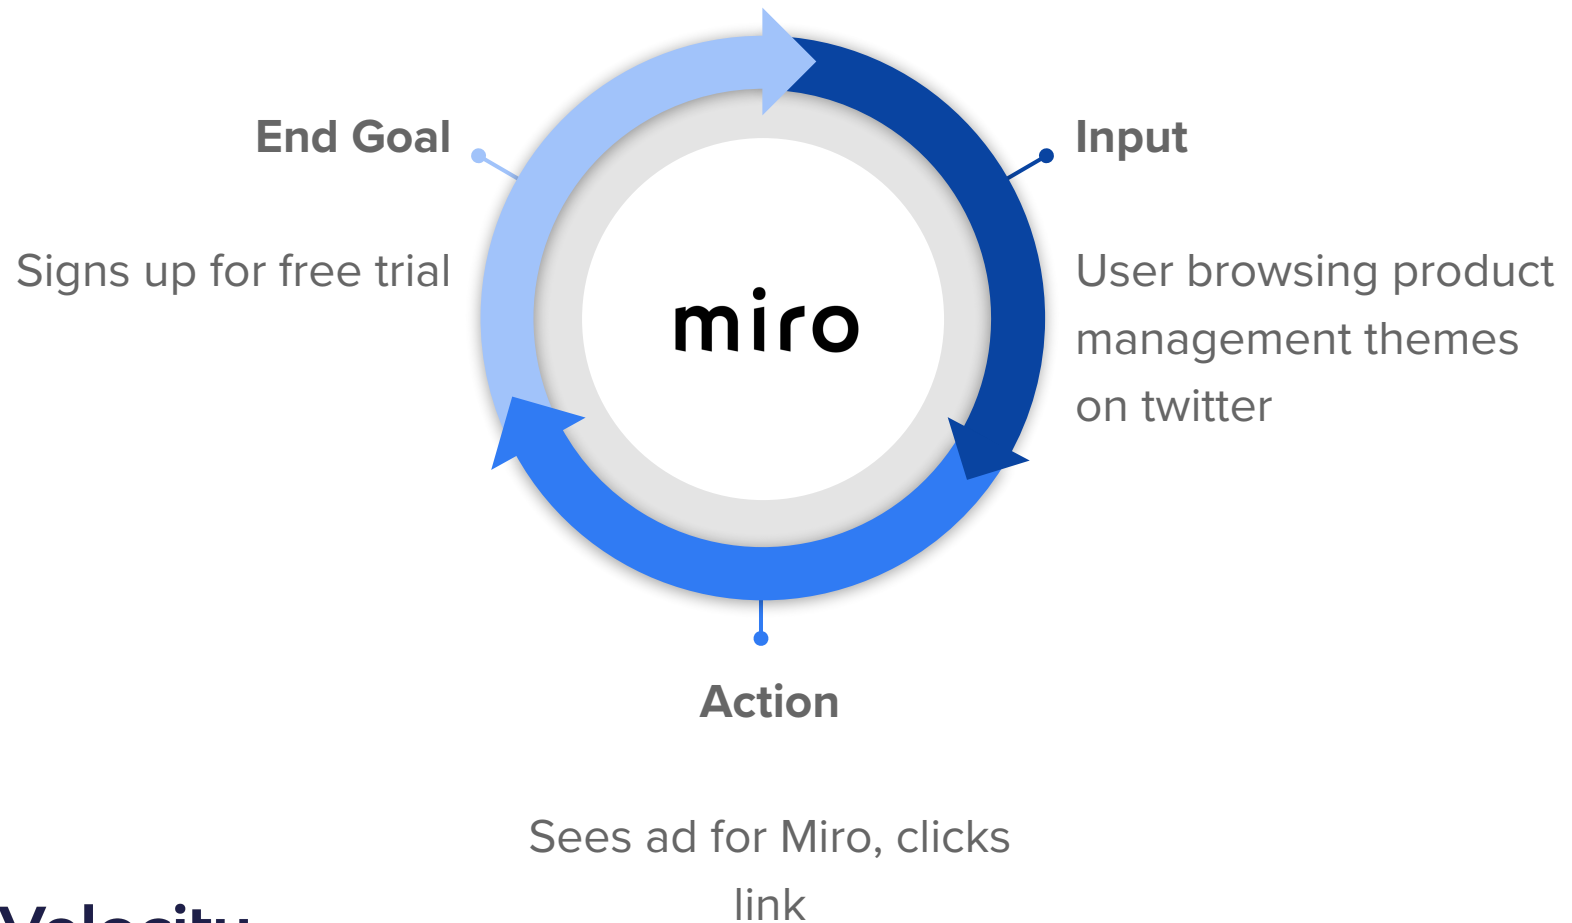 End Goal
Signs up for free trial
miro
Input
User browsing product
management themes
on twitter
Action
Sees ad for Miro, clicks
link
Velocity